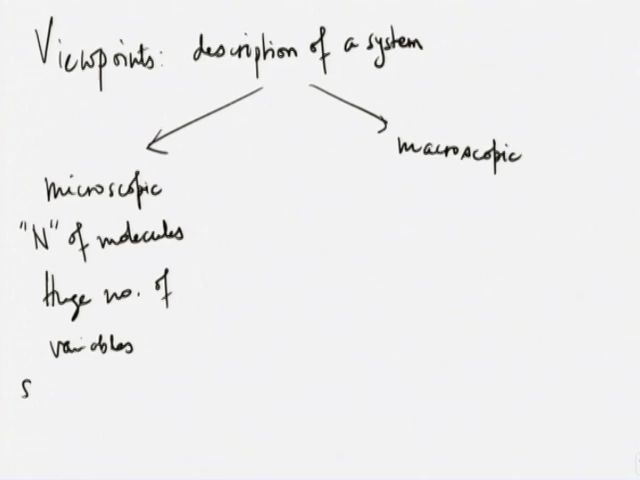 Viewpoints: description of a system
microscopic
macroscopic
"N" of molecules
Huge no. of
variables
S